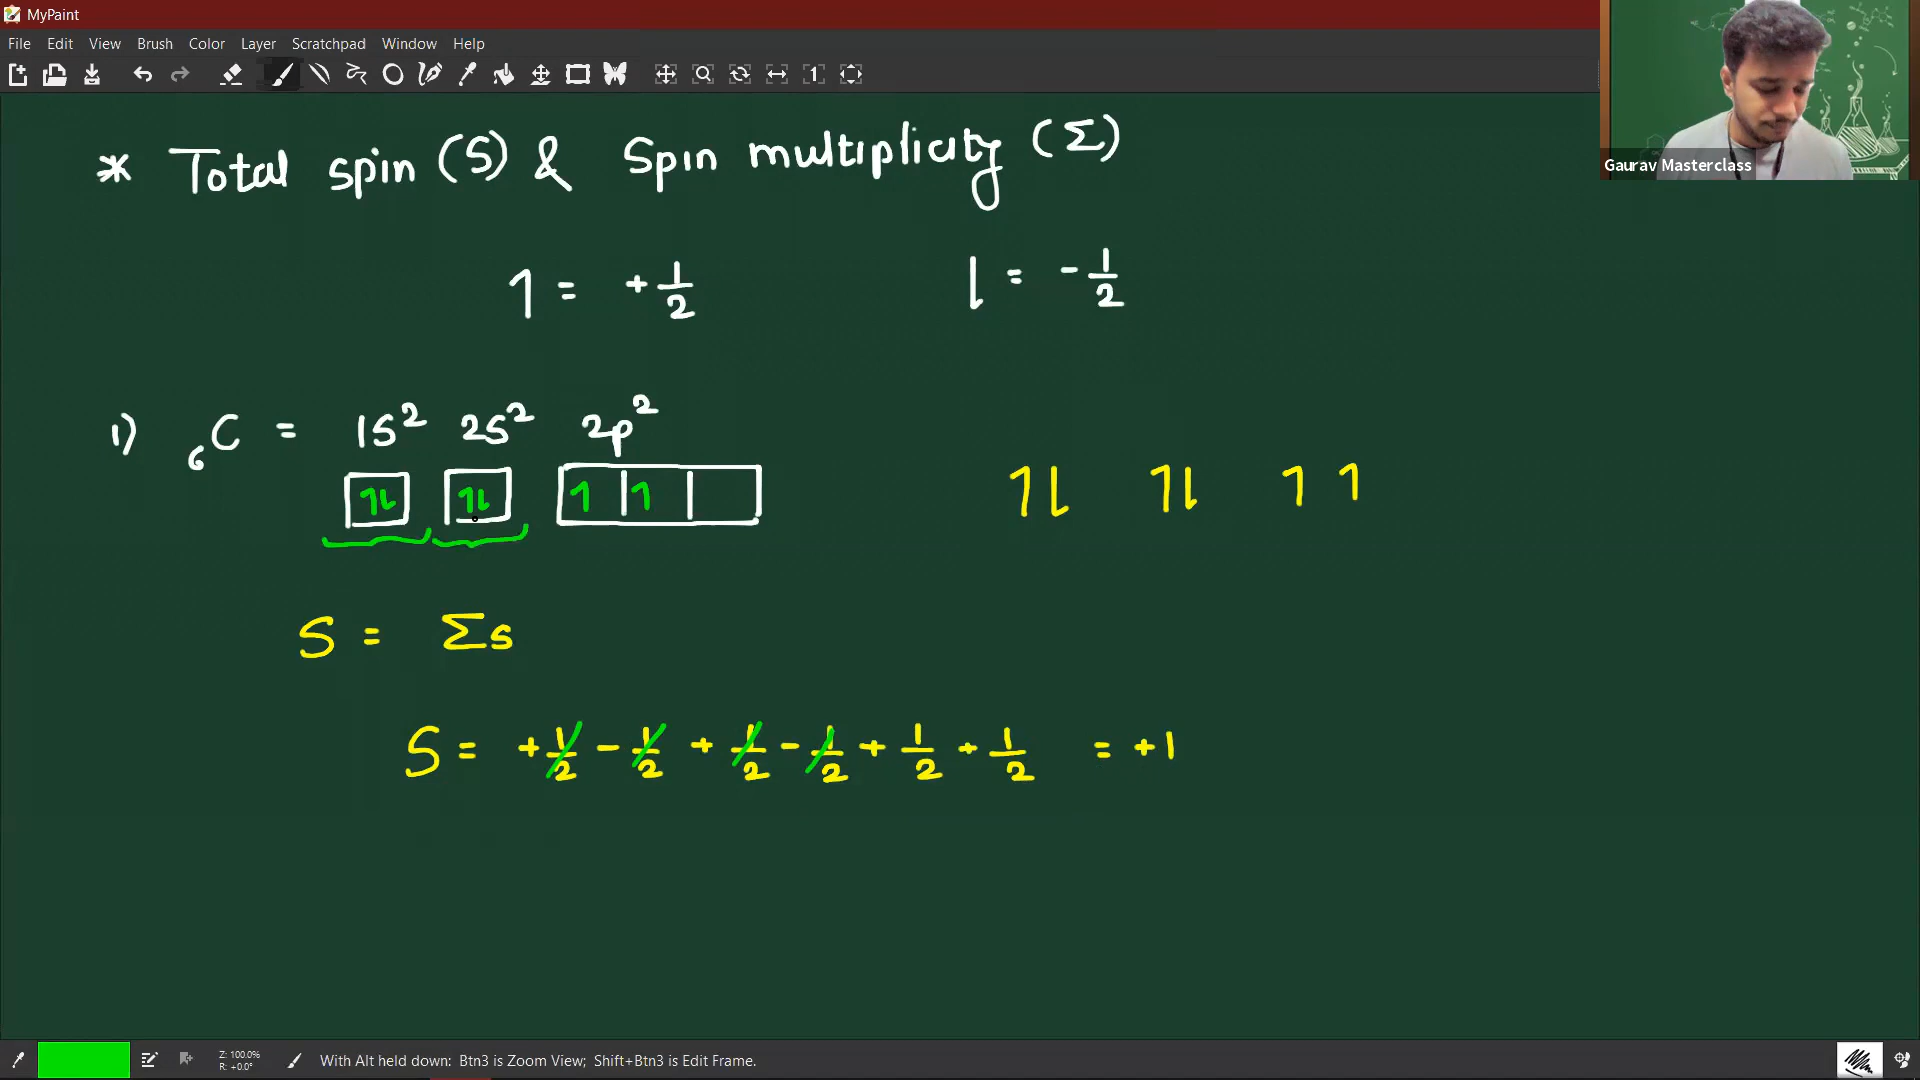 MyPaint
File Edit View Brush Color Layer Scratchpad Window Help
Gaurav Masterclass
* Total spin (S) & Spin multiplicity (Σ)
↿ = + 1/2 ⇂ = - 1/2
1) ₆C = 1S² 2S² 2p²
↿⇂ ↿⇂ ↿ ↿
↿⇂ ↿⇂ ↿ ↿
S = Σs
S = + 1/2 - 1/2 + 1/2 - 1/2 + 1/2 + 1/2 = +1
Z: 100.0%
R: +0.0°
With Alt held down: Btn3 is Zoom View; Shift+Btn3 is Edit Frame.